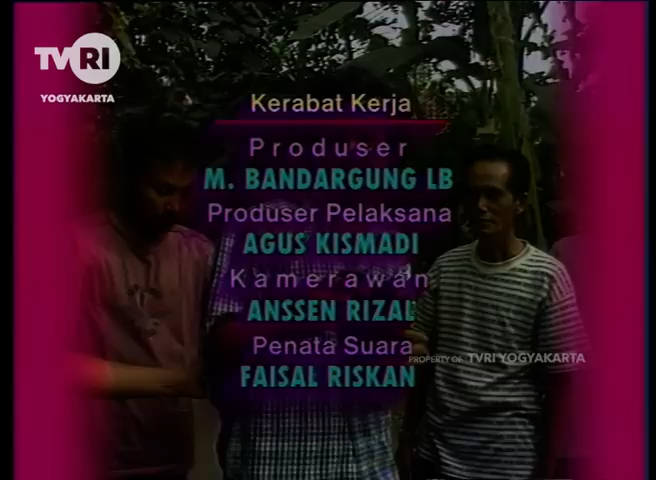 TVRI
YOGYAKARTA
Kerabat Kerja
Produser
M. BANDARGUNG LB
Produser Pelaksana
AGUS KISMADI
Kamerawan
ANSSEN RIZAL
Penata Suara
PROPERTY OF TVRI YOGYAKARTA
FAISAL RISKAN